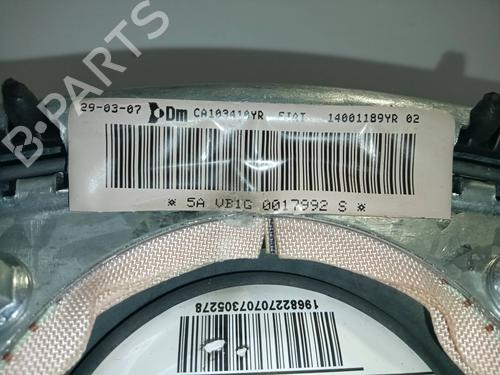 B-PARTS
29-03-07 Dm CA103410YR FIAT 14001189YR 02
* 5A VB1G 0017992 S *
19682270707305278